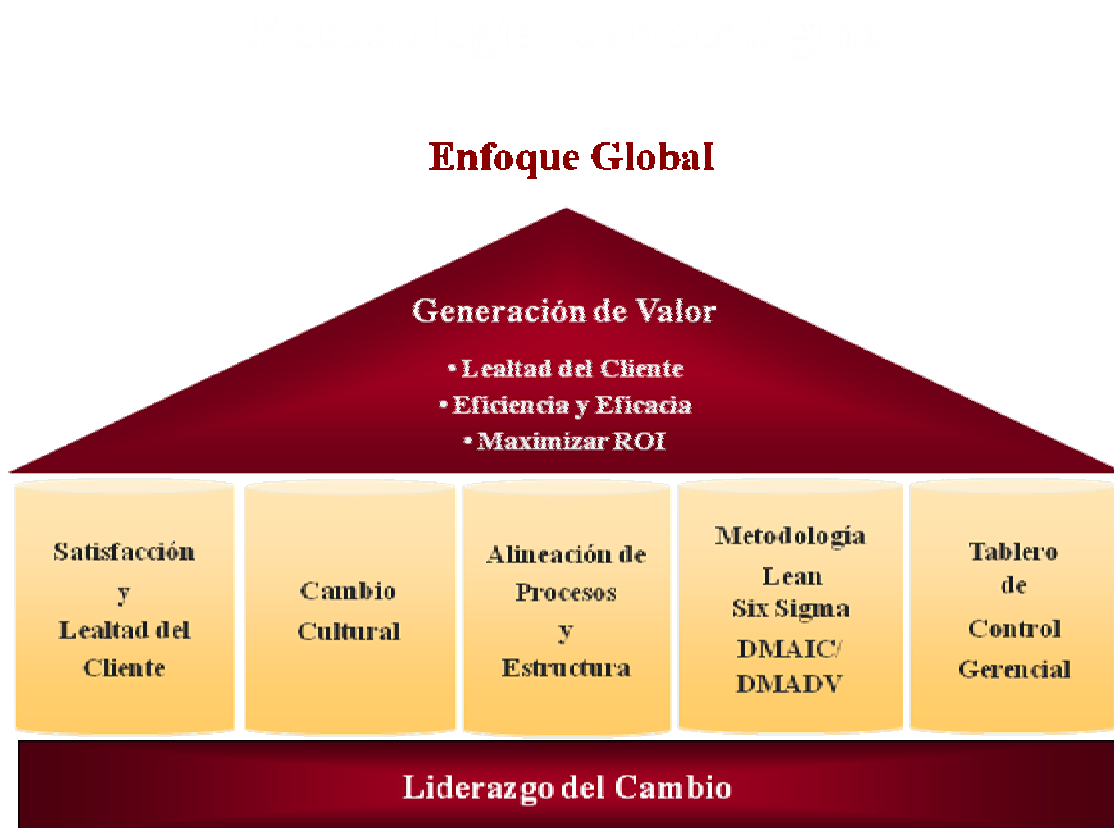 Enfoque Global
Generación de Valor
• Lealtad del Cliente
• Eficiencia y Eficacia
• Maximizar ROI
Satisfacción
y
Lealtad del
Cliente
Cambio
Cultural
Alineación de
Procesos
y
Estructura
Metodología
Lean
Six Sigma
DMAIC/
DMADV
Tablero
de
Control
Gerencial
Liderazgo del Cambio